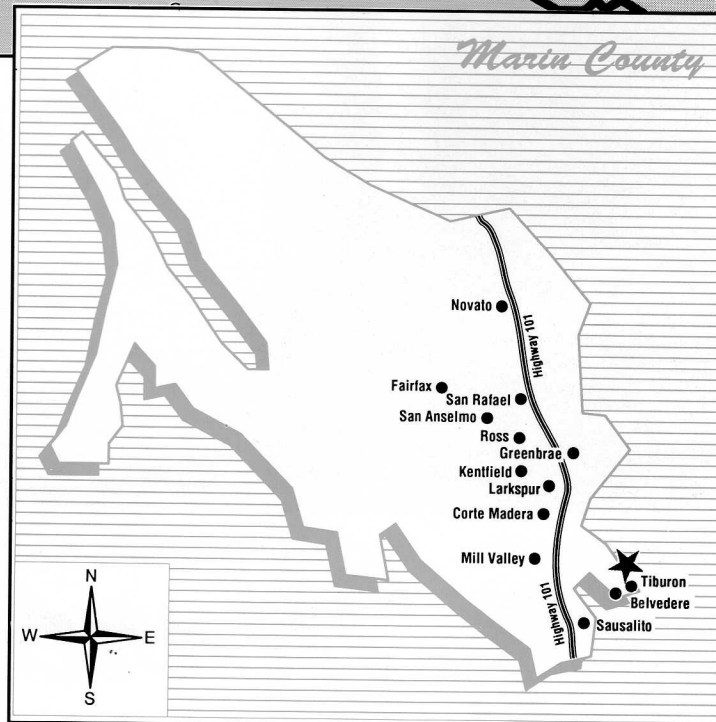 Marin County
Novato
Highway 101
Fairfax
San Rafael
San Anselmo
Ross
Greenbrae
Kentfield
Larkspur
Corte Madera
Mill Valley
Tiburon
Belvedere
Highway 101
Sausalito
N
W
E
S